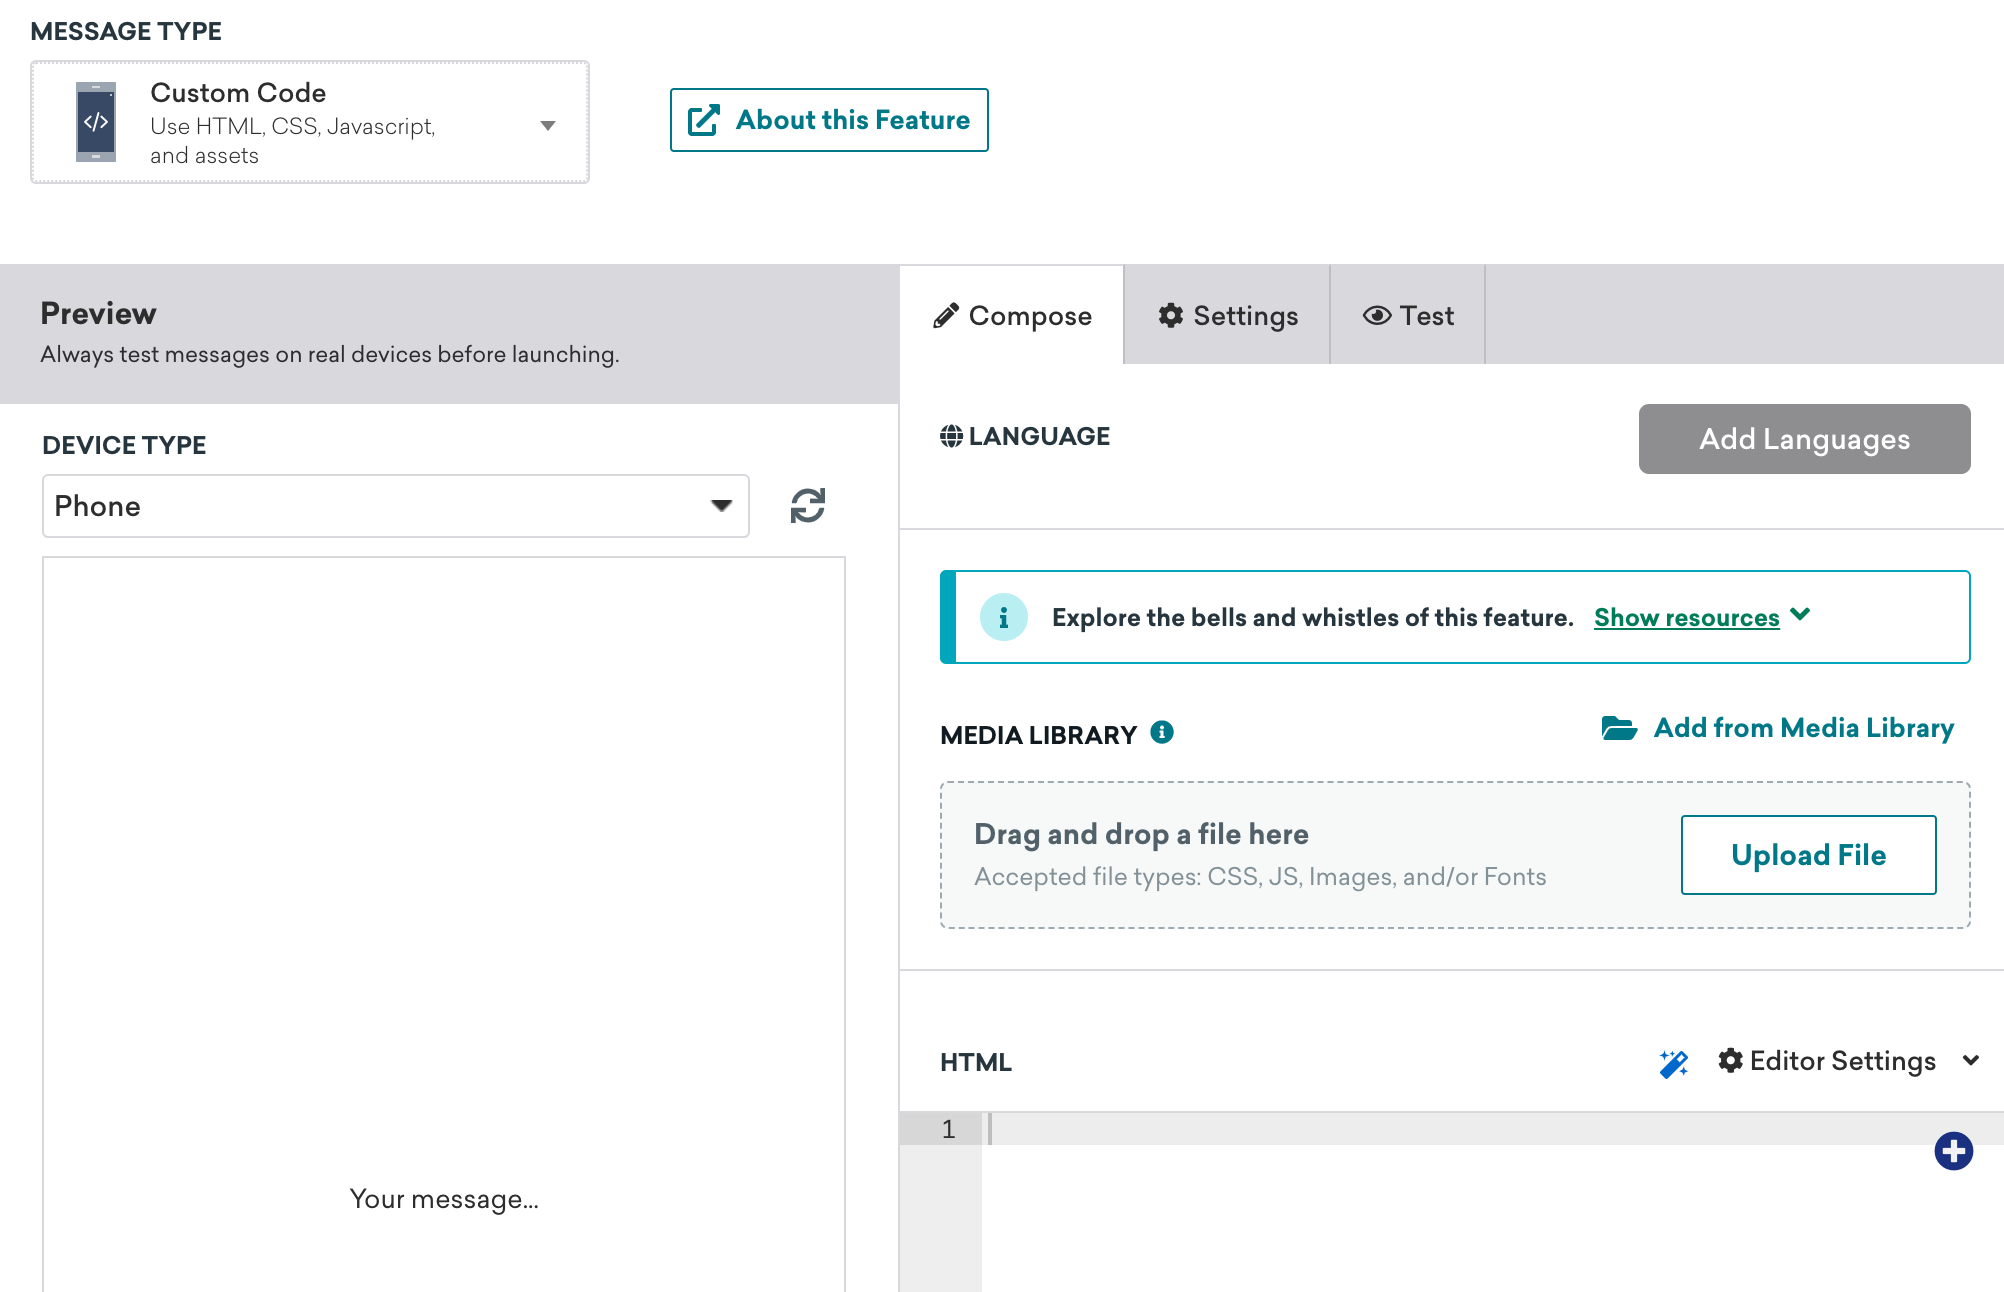 MESSAGE TYPE
Custom Code
Use HTML, CSS, Javascript,
and assets
About this Feature
Preview
Always test messages on real devices before launching.
DEVICE TYPE
Phone
Your message...
Compose
Settings
Test
LANGUAGE
Add Languages
Explore the bells and whistles of this feature. Show resources
MEDIA LIBRARY
Add from Media Library
Drag and drop a file here
Accepted file types: CSS, JS, Images, and/or Fonts
Upload File
HTML
Editor Settings
1